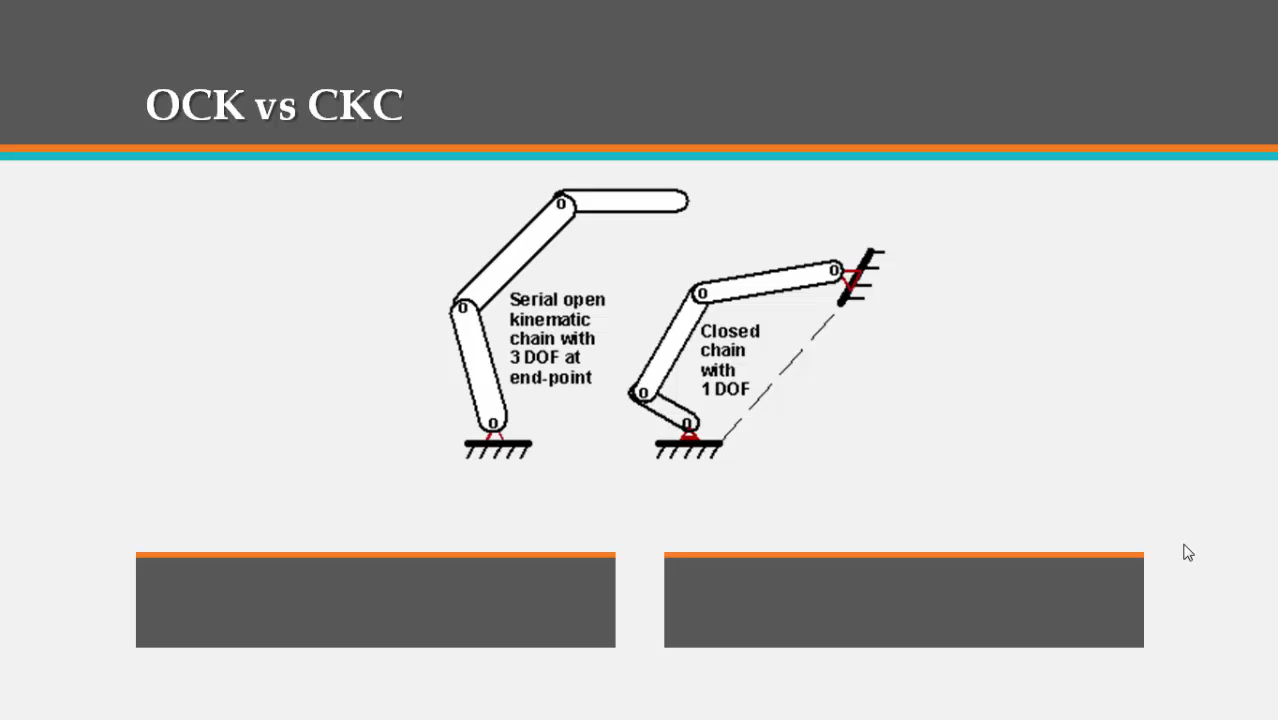 OCK vs CKC
Serial open
kinematic
chain with
3 DOF at
end-point
Closed
chain
with
1 DOF